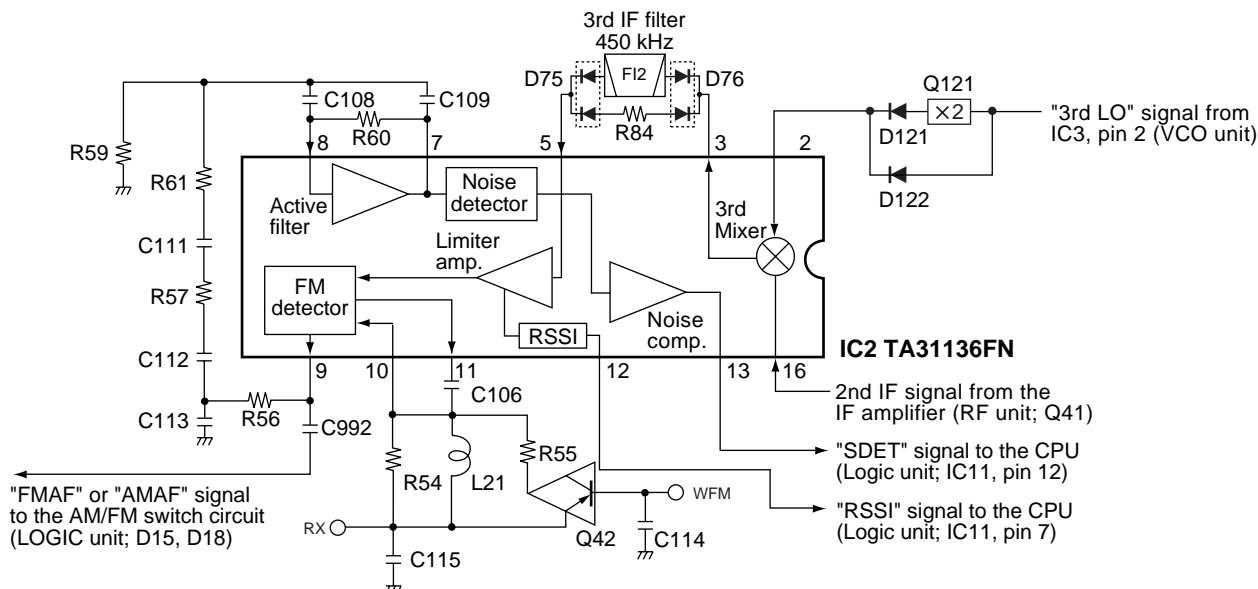 3rd IF filter
450 kHz
D75
FI2
D76
R84
Q121
×2
D121
D122
"3rd LO" signal from
IC3, pin 2 (VCO unit)
C108
C109
R60
R59
R61
C111
R57
C112
C113
R56
C992
8
7
5
3
2
Active
filter
Noise
detector
3rd
Mixer
Limiter
amp.
FM
detector
RSSI
Noise
comp.
IC2 TA31136FN
9
10
11
12
13
16
C106
2nd IF signal from the
IF amplifier (RF unit; Q41)
"SDET" signal to the CPU
(Logic unit; IC11, pin 12)
"RSSI" signal to the CPU
(Logic unit; IC11, pin 7)
R54
L21
R55
Q42
WFM
C114
RX
C115
"FMAF" or "AMAF" signal
to the AM/FM switch circuit
(LOGIC unit; D15, D18)